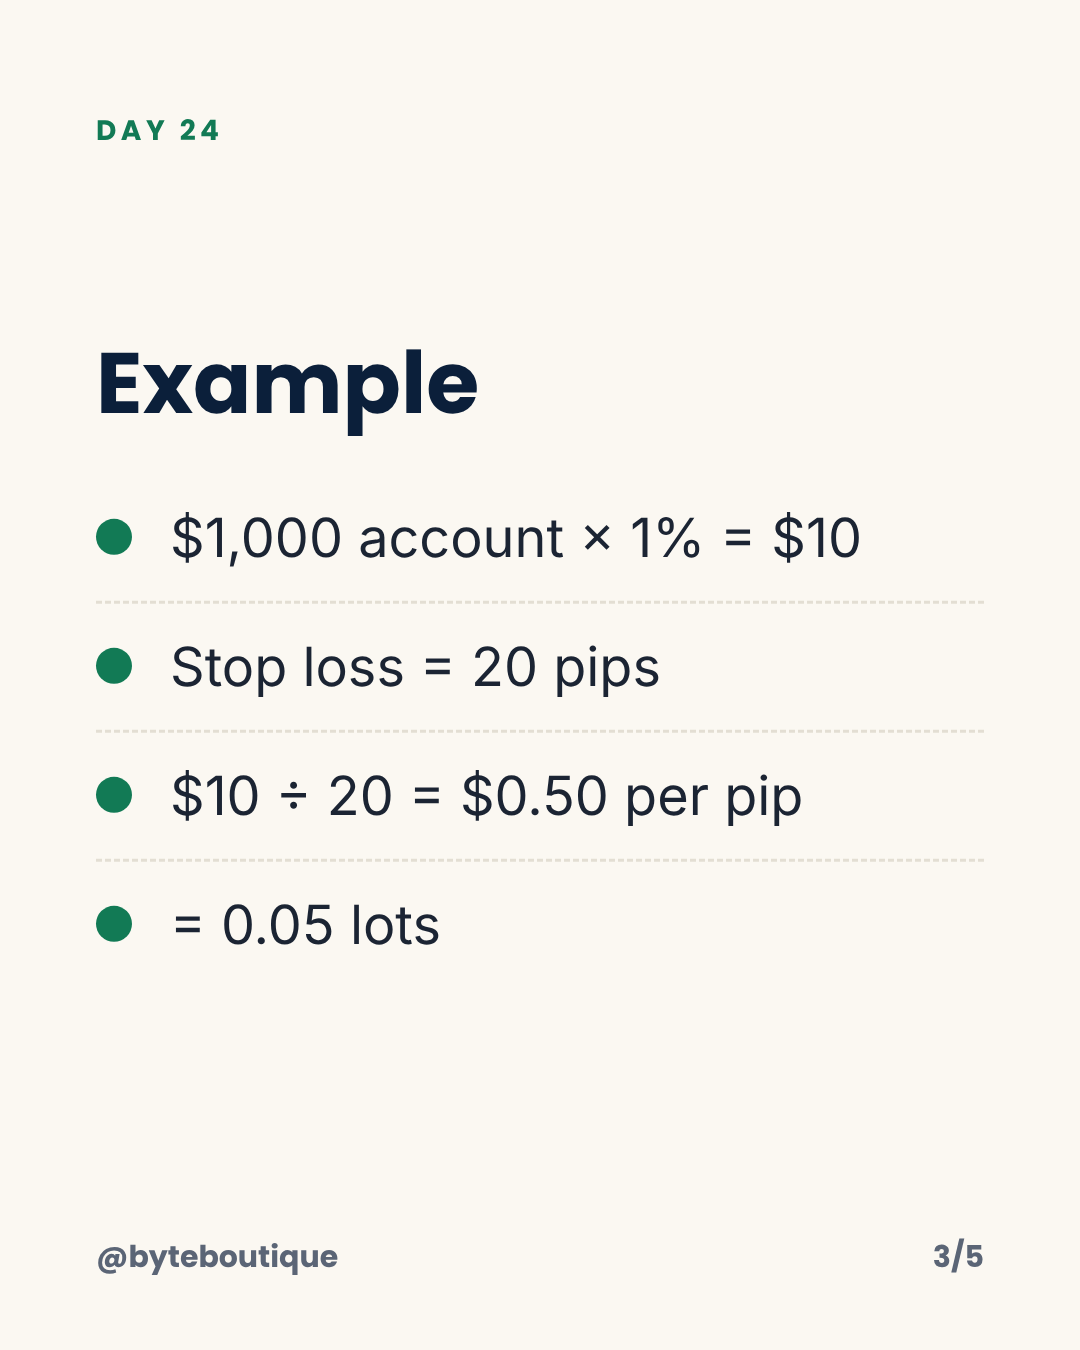 DAY 24
Example
$1,000 account × 1% = $10
Stop loss = 20 pips
$10 ÷ 20 = $0.50 per pip
= 0.05 lots
@byteboutique
3/5